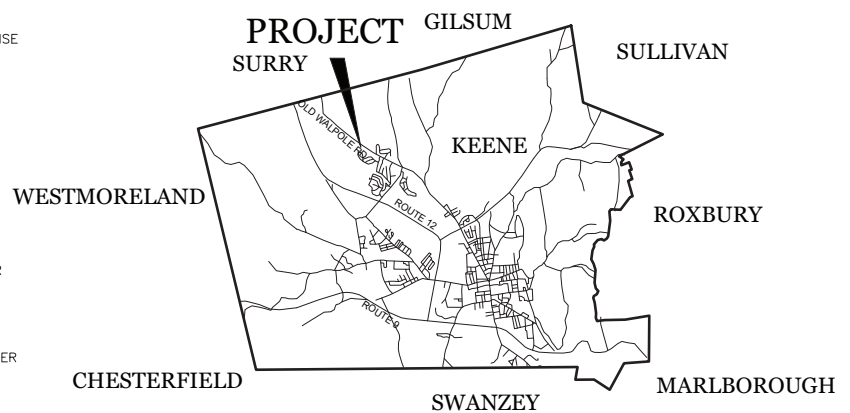 GILSUM
PROJECT
SURRY
SULLIVAN
OLD WALPOLE RD
KEENE
WESTMORELAND
ROUTE 12
ROXBURY
ROUTE 9
CHESTERFIELD
MARLBOROUGH
SWANZEY